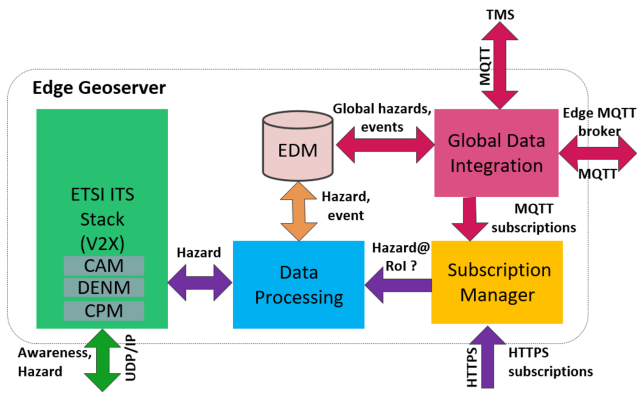 TMS
MQTT
Edge Geoserver
Global hazards,
events
Edge MQTT
broker
MQTT
EDM
Global Data
Integration
ETSI ITS
Stack
(V2X)
CAM
DENM
CPM
Hazard,
event
MQTT
subscriptions
Hazard
Data
Processing
Hazard@
RoI ?
Subscription
Manager
Awareness,
Hazard
UDP/IP
HTTPS
HTTPS
subscriptions